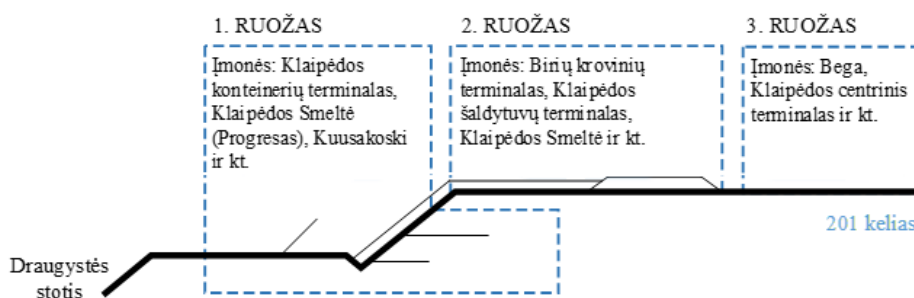 1. RUOŽAS
Įmonės: Klaipėdos
konteinerių terminalas,
Klaipėdos Smeltė
(Progresas), Kuusakoski
ir kt.
2. RUOŽAS
Įmonės: Birių krovinių
terminalas, Klaipėdos
šaldytuvų terminalas,
Klaipėdos Smeltė ir kt.
3. RUOŽAS
Įmonės: Bega,
Klaipėdos centrinis
terminalas ir kt.
201 kelias
Draugystės
stotis